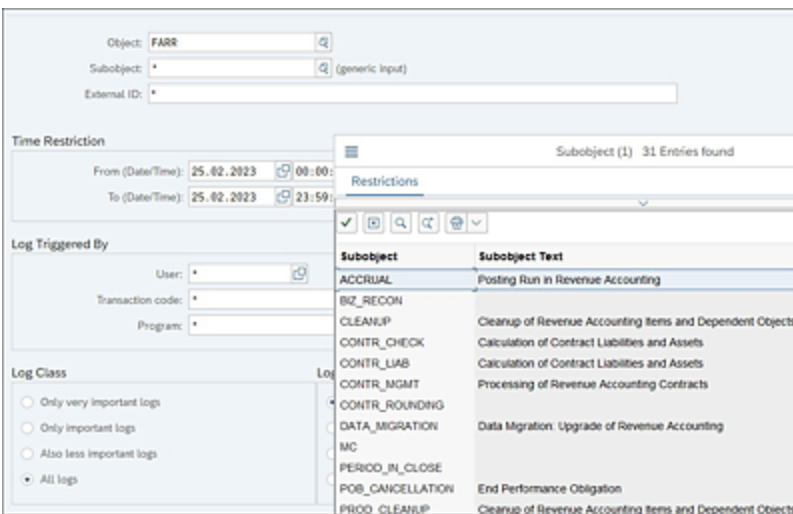 Object: FARR
Subobject: * (generic input)
External ID: *
Time Restriction
From (Date/Time): 25.02.2023 00:00:
To (Date/Time): 25.02.2023 23:59:
Log Triggered By
User: *
Transaction code: *
Program: *
Log Class
Only very important logs
Only important logs
Also less important logs
All logs
Log
Subobject (1) 31 Entries found
Restrictions
Subobject Subobject Text
ACCRUAL Posting Run in Revenue Accounting
BIZ_RECON
CLEANUP Cleanup of Revenue Accounting Items and Dependent Objects
CONTR_CHECK Calculation of Contract Liabilities and Assets
CONTR_LIAB Calculation of Contract Liabilities and Assets
CONTR_MGMT Processing of Revenue Accounting Contracts
CONTR_ROUNDING
DATA_MIGRATION Data Migration: Upgrade of Revenue Accounting
MC
PERIOD_IN_CLOSE
POB_CANCELLATION End Performance Obligation
PROD_CLEANUP Cleanup of Revenue Accounting Items and Dependent Objects